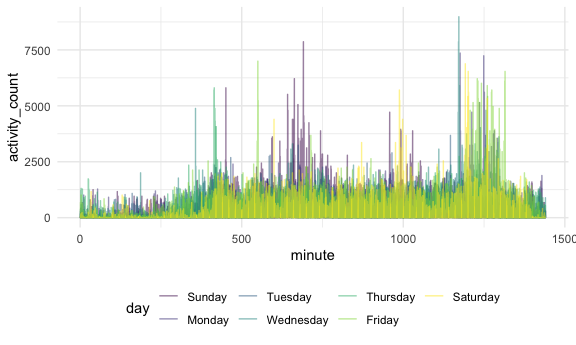 7500
5000
2500
0
activity_count
0 500 1000 1500
minute
day
Sunday Tuesday Thursday Saturday
Monday Wednesday Friday